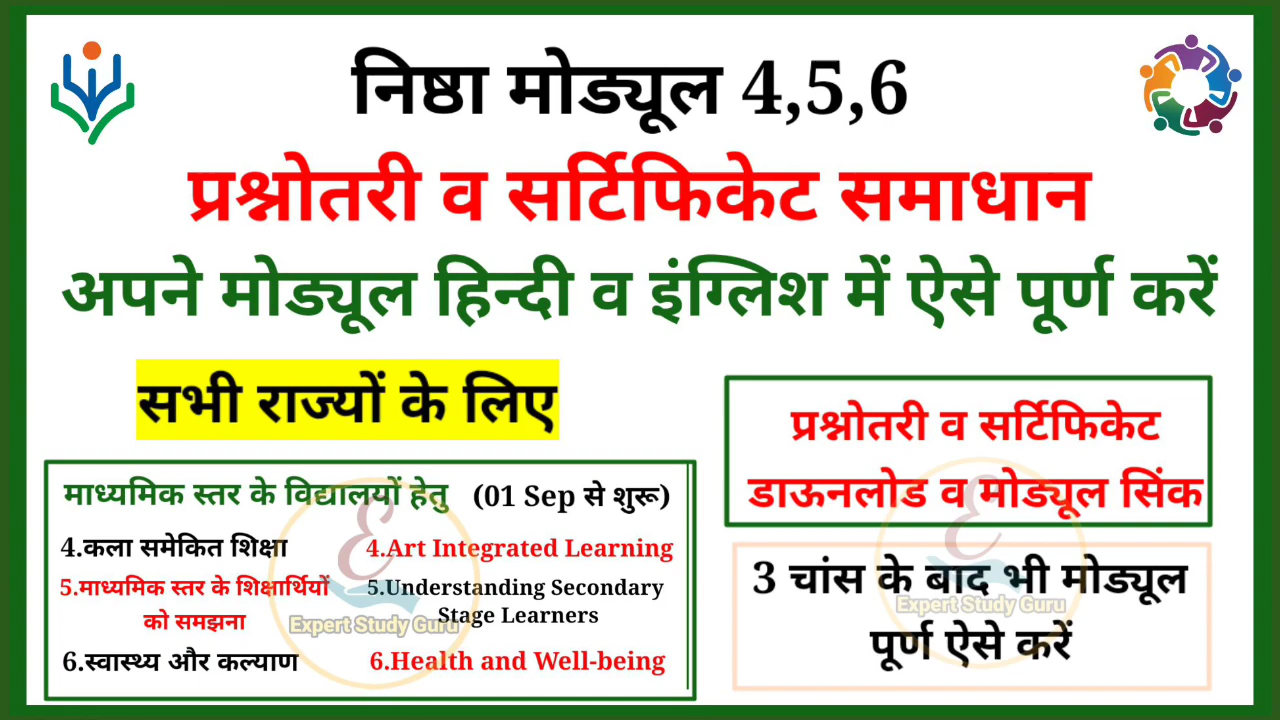 निष्ठा मोड्यूल 4,5,6
प्रश्नोतरी व सर्टिफिकेट समाधान
अपने मोड्यूल हिन्दी व इंग्लिश में ऐसे पूर्ण करें
सभी राज्यों के लिए
माध्यमिक स्तर के विद्यालयों हेतु (01 Sep से शुरू)
4.कला समेकित शिक्षा
5.माध्यमिक स्तर के शिक्षार्थियों
को समझना
6.स्वास्थ्य और कल्याण
4.Art Integrated Learning
5.Understanding Secondary
Stage Learners
6.Health and Well-being
Expert Study Guru
प्रश्नोतरी व सर्टिफिकेट
डाऊनलोड व मोड्यूल सिंक
3 चांस के बाद भी मोड्यूल
पूर्ण ऐसे करें
Expert Study Guru